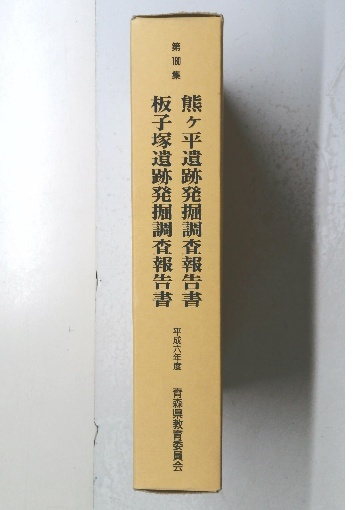 第180集
熊ヶ平遺跡発掘調査報告書
板子塚遺跡発掘調査報告書
平成六年度
青森県教育委員会